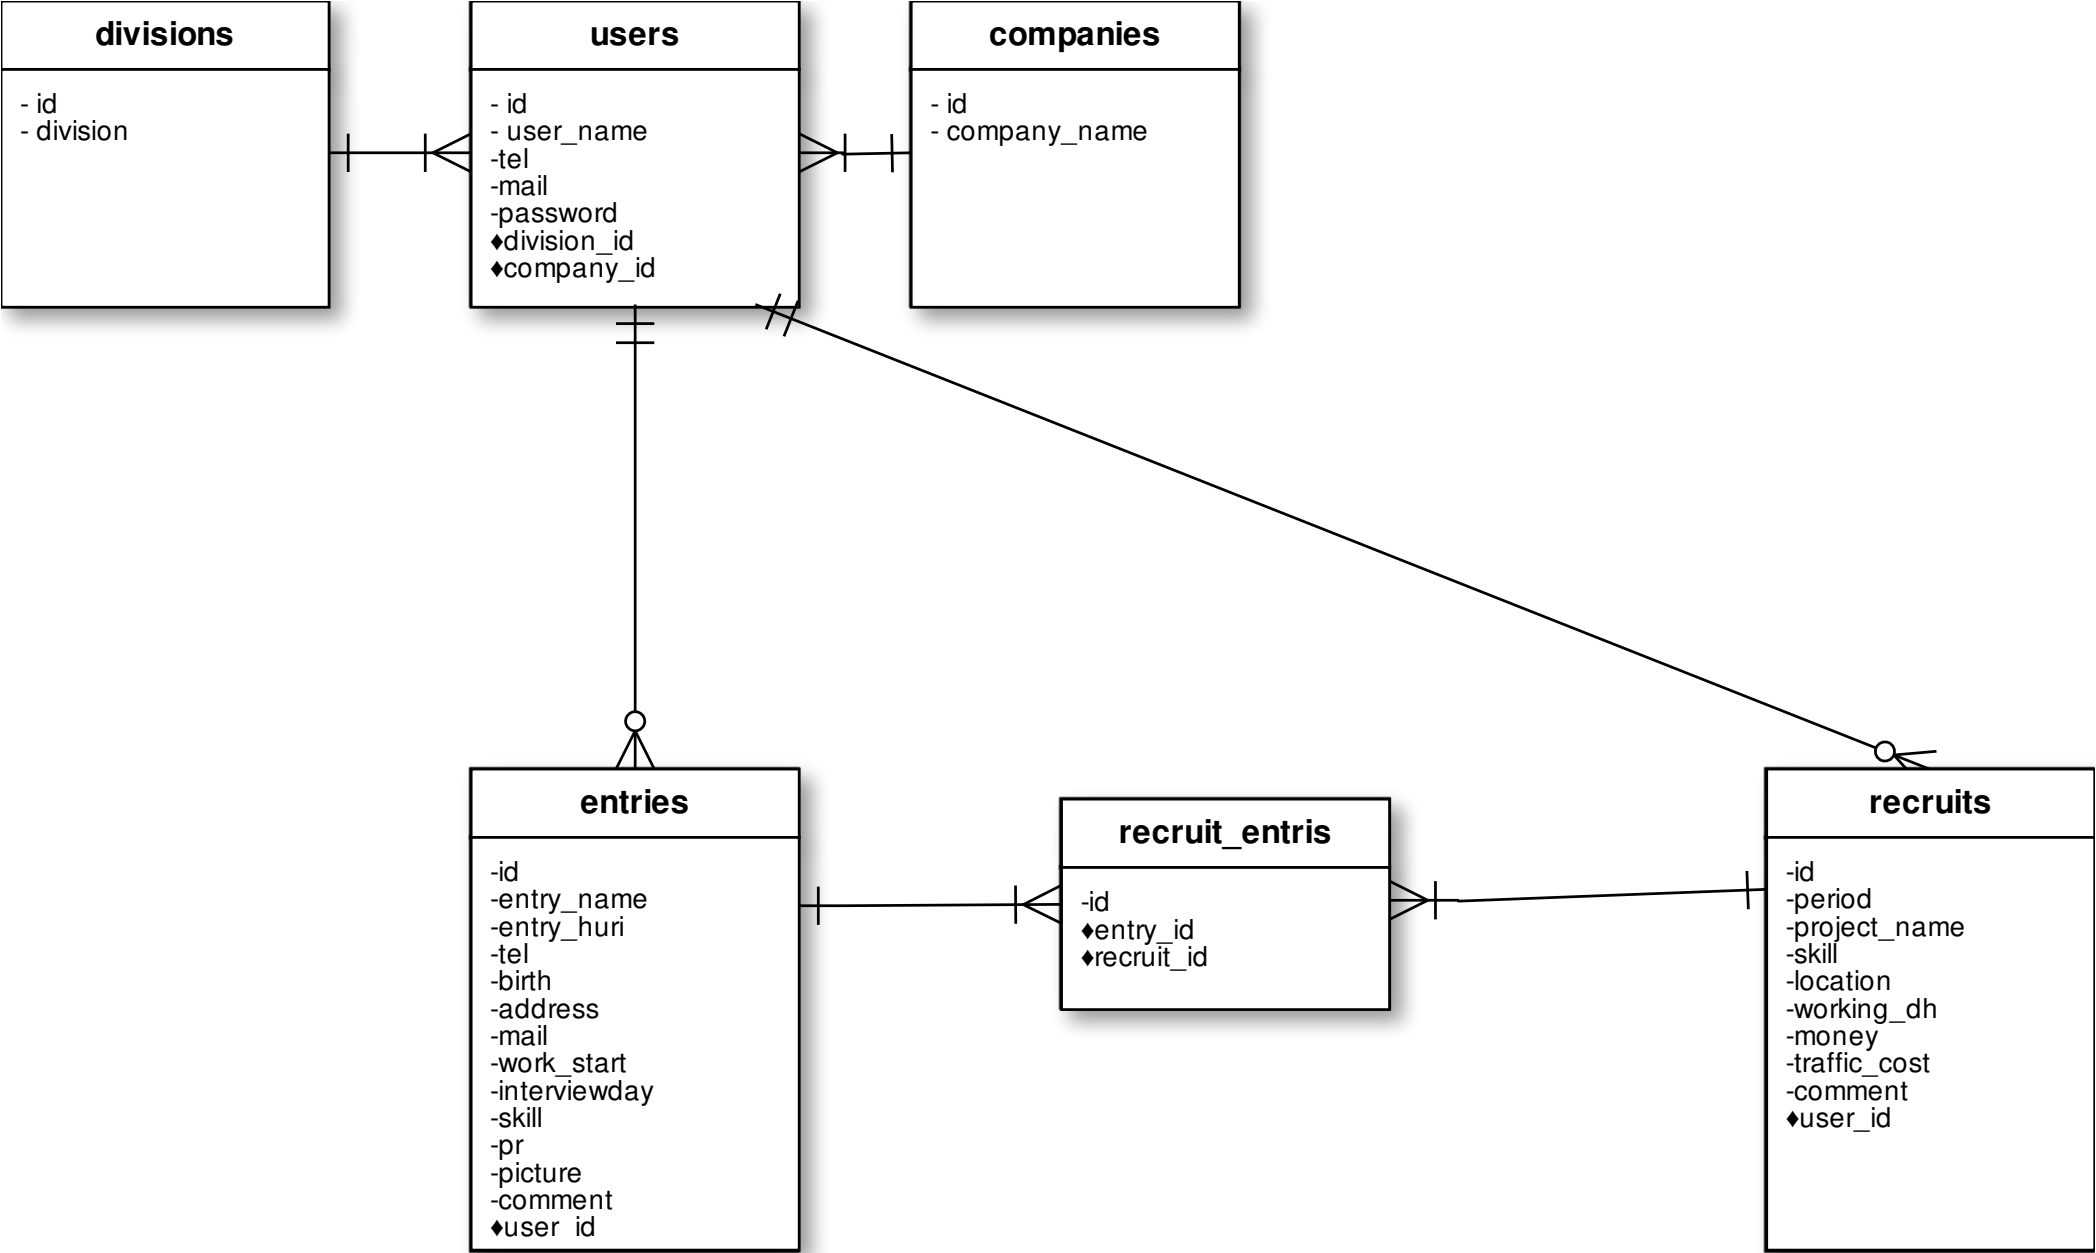 divisions
- id
- division
users
- id
- user_name
-tel
-mail
-password
♦division_id
♦company_id
companies
- id
- company_name
entries
-id
-entry_name
-entry_huri
-tel
-birth
-address
-mail
-work_start
-interviewday
-skill
-pr
-picture
-comment
♦user_id
recruit_entris
-id
♦entry_id
♦recruit_id
recruits
-id
-period
-project_name
-skill
-location
-working_dh
-money
-traffic_cost
-comment
♦user_id